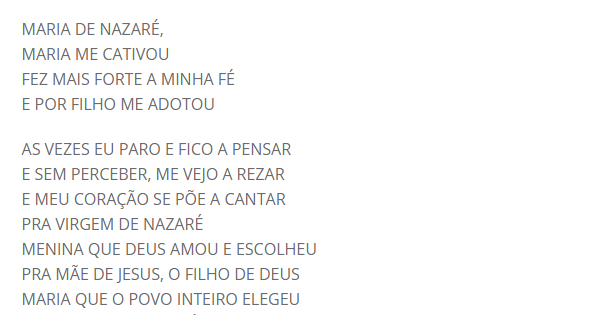 MARIA DE NAZARÉ,
MARIA ME CATIVOU
FEZ MAIS FORTE A MINHA FÉ
E POR FILHO ME ADOTOU
AS VEZES EU PARO E FICO A PENSAR
E SEM PERCEBER, ME VEJO A REZAR
E MEU CORAÇÃO SE PÕE A CANTAR
PRA VIRGEM DE NAZARÉ
MENINA QUE DEUS AMOU E ESCOLHEU
PRA MÃE DE JESUS, O FILHO DE DEUS
MARIA QUE O POVO INTEIRO ELEGEU